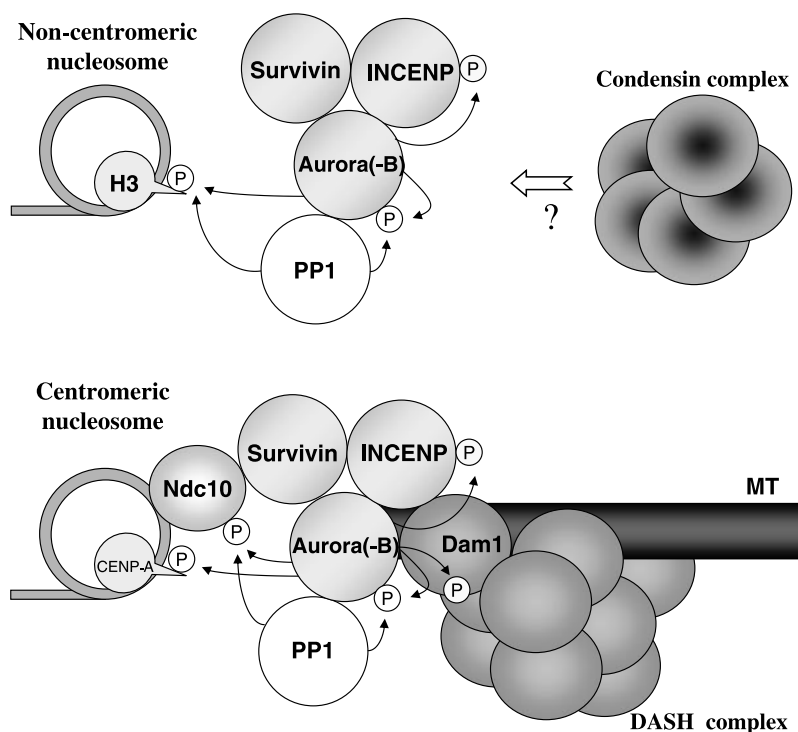 Non-centromeric
nucleosome
Survivin
INCENP
P
Condensin complex
Aurora(-B)
H3
P
P
?
PP1
Centromeric
nucleosome
Survivin
INCENP
P
Ndc10
MT
P
Aurora(-B)
Dam1
CENP-A
P
P
P
PP1
DASH complex